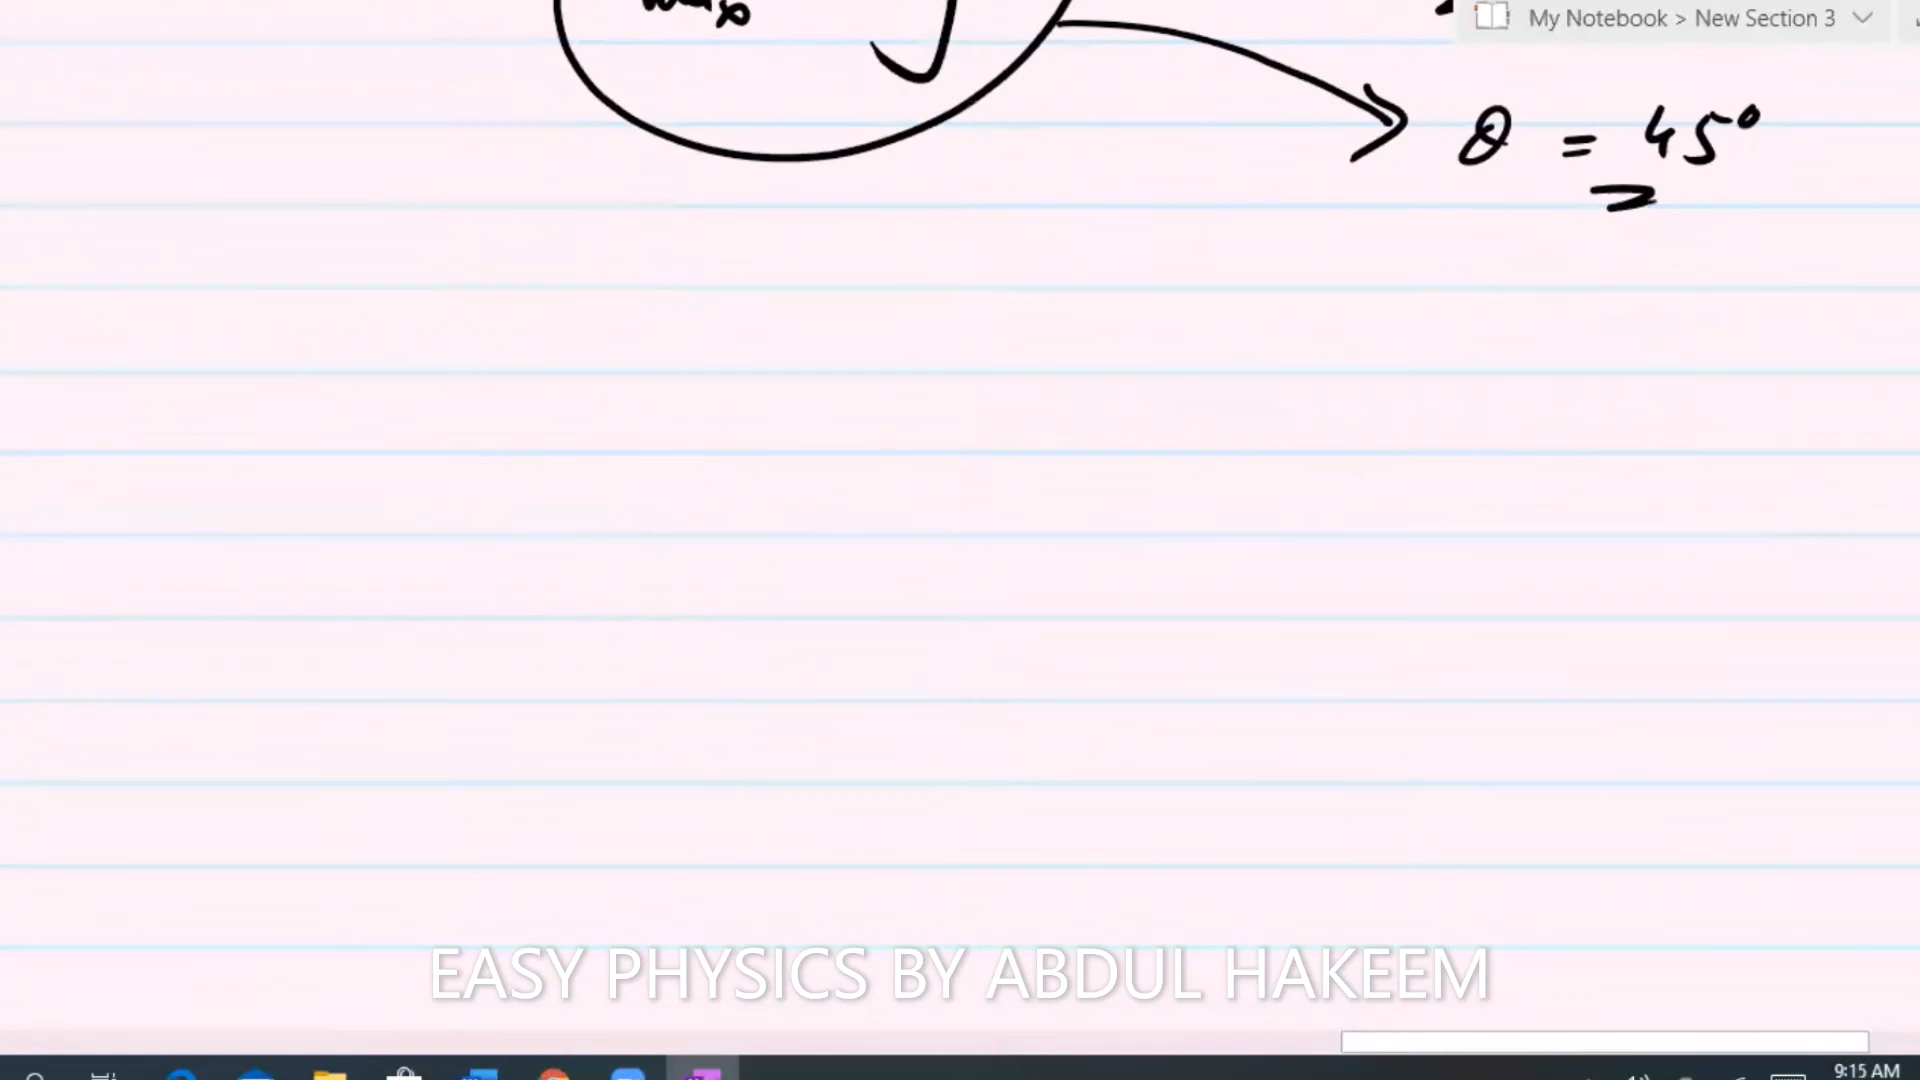 My Notebook > New Section 3
θ = 45°
EASY PHYSICS BY ABDUL HAKEEM
9:15 AM